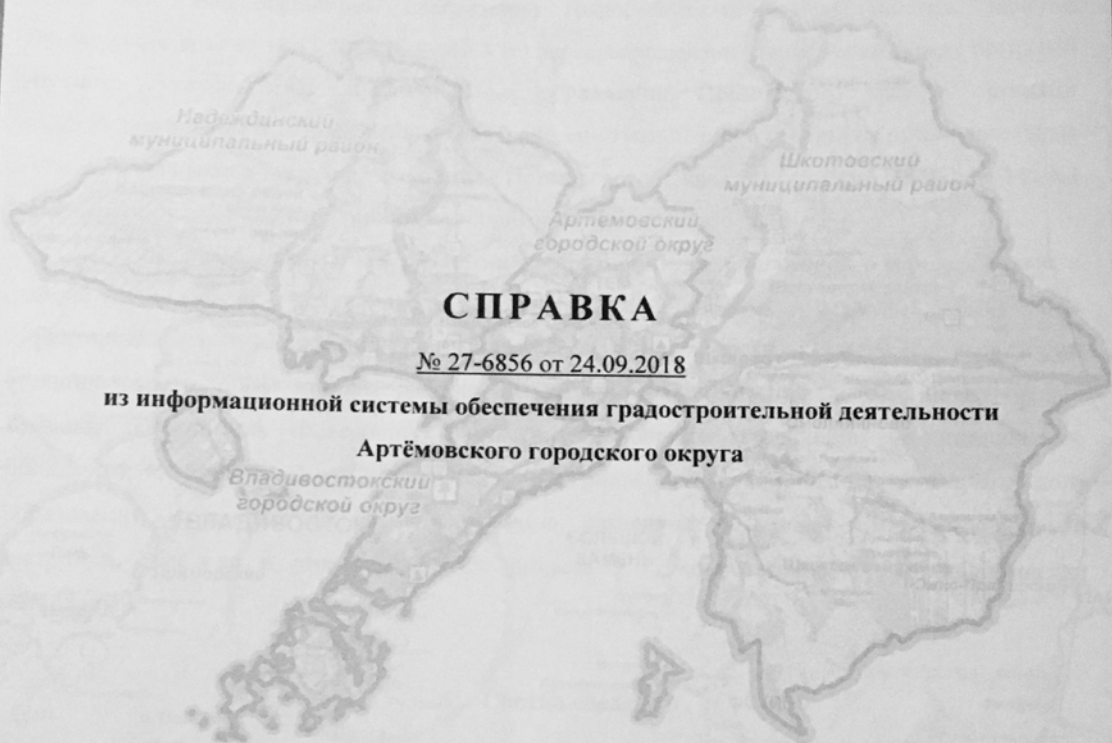 Надеждинский
муниципальный район
Шкотовский
муниципальный район
Артемовский
городской округ
СПРАВКА
№ 27-6856 от 24.09.2018
из информационной системы обеспечения градостроительной деятельности
Артёмовского городского округа
Владивостокский
городской округ
ВЛАДИВОСТОК